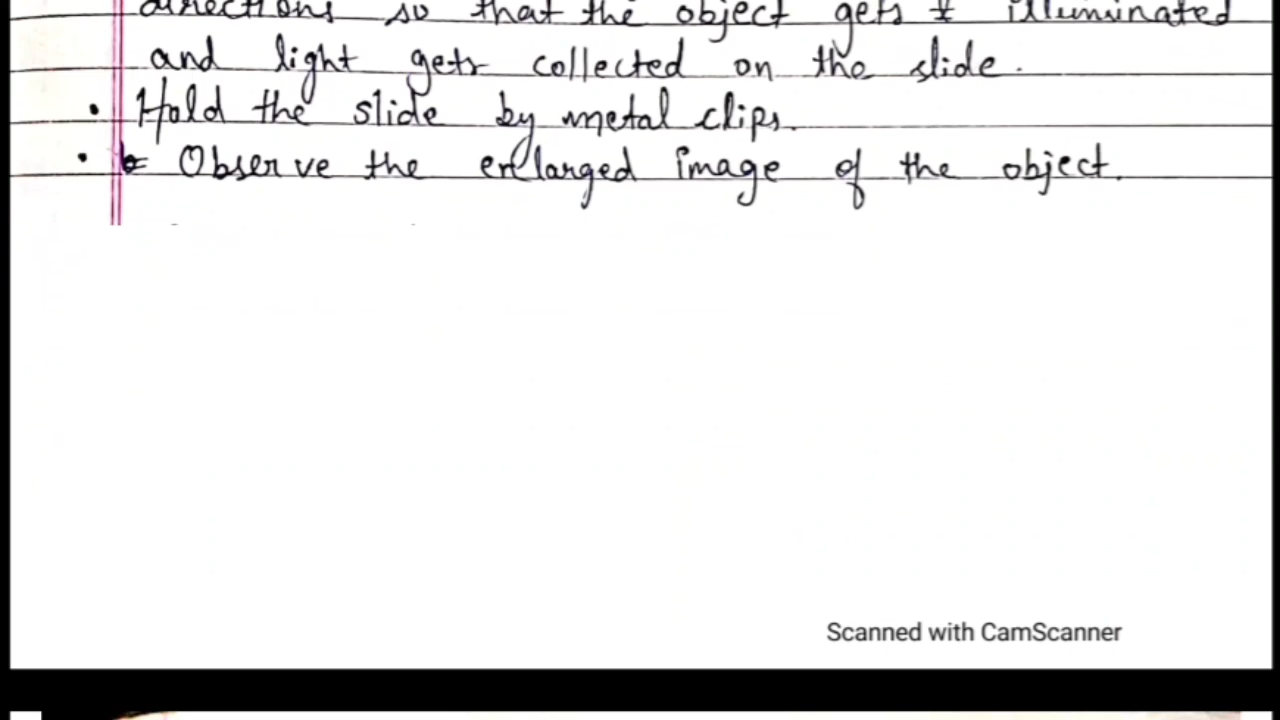 directions so that the object gets illuminated
and light gets collected on the slide.
• Hold the slide by metal clips.
• Observe the enlarged image of the object.
Scanned with CamScanner